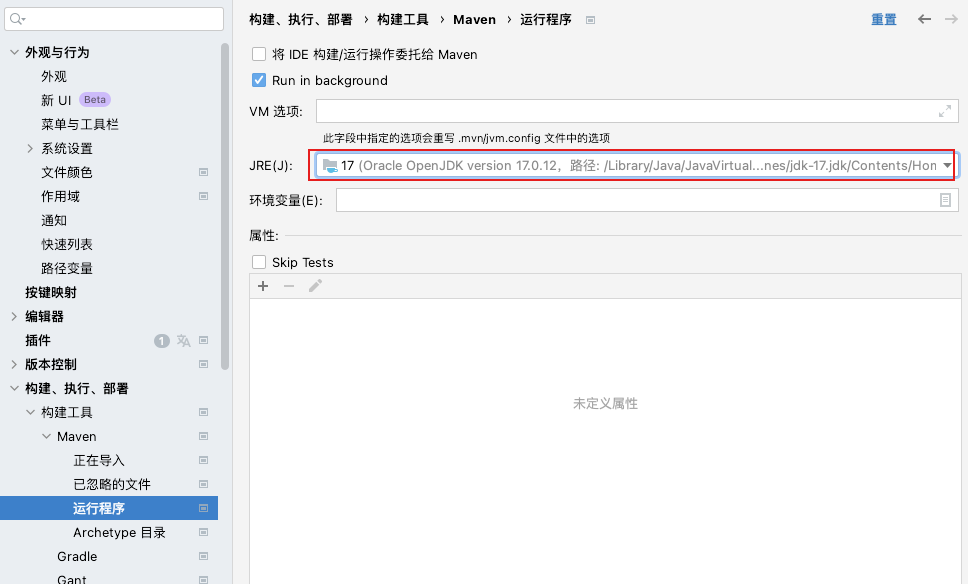 外观与行为
外观
新 UI Beta
菜单与工具栏
系统设置
文件颜色
作用域
通知
快速列表
路径变量
按键映射
编辑器
插件 1
版本控制
构建、执行、部署
构建工具
Maven
正在导入
已忽略的文件
运行程序
Archetype 目录
Gradle
Gant
构建、执行、部署 › 构建工具 › Maven › 运行程序 重置
将 IDE 构建/运行操作委托给 Maven
Run in background
VM 选项:
此字段中指定的选项会重写 .mvn/jvm.config 文件中的选项
JRE(J): 17 (Oracle OpenJDK version 17.0.12，路径: /Library/Java/JavaVirtual...nes/jdk-17.jdk/Contents/Hon
环境变量(E):
属性:
Skip Tests
未定义属性